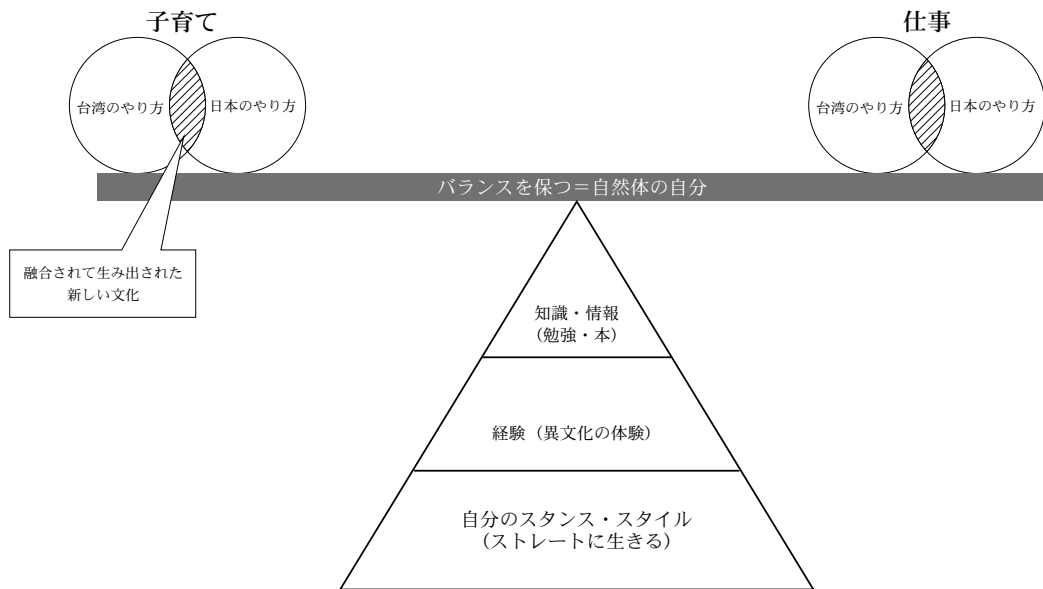 子育て
仕事
台湾のやり方
日本のやり方
台湾のやり方
日本のやり方
バランスを保つ＝自然体の自分
融合されて生み出された
新しい文化
知識・情報
（勉強・本）
経験（異文化の体験）
自分のスタンス・スタイル
（ストレートに生きる）